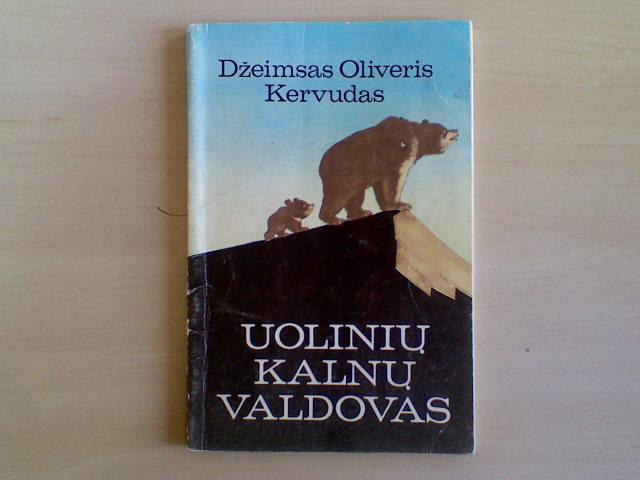 Džeimsas Oliveris
Kervudas
UOLINIŲ
KALNŲ
VALDOVAS